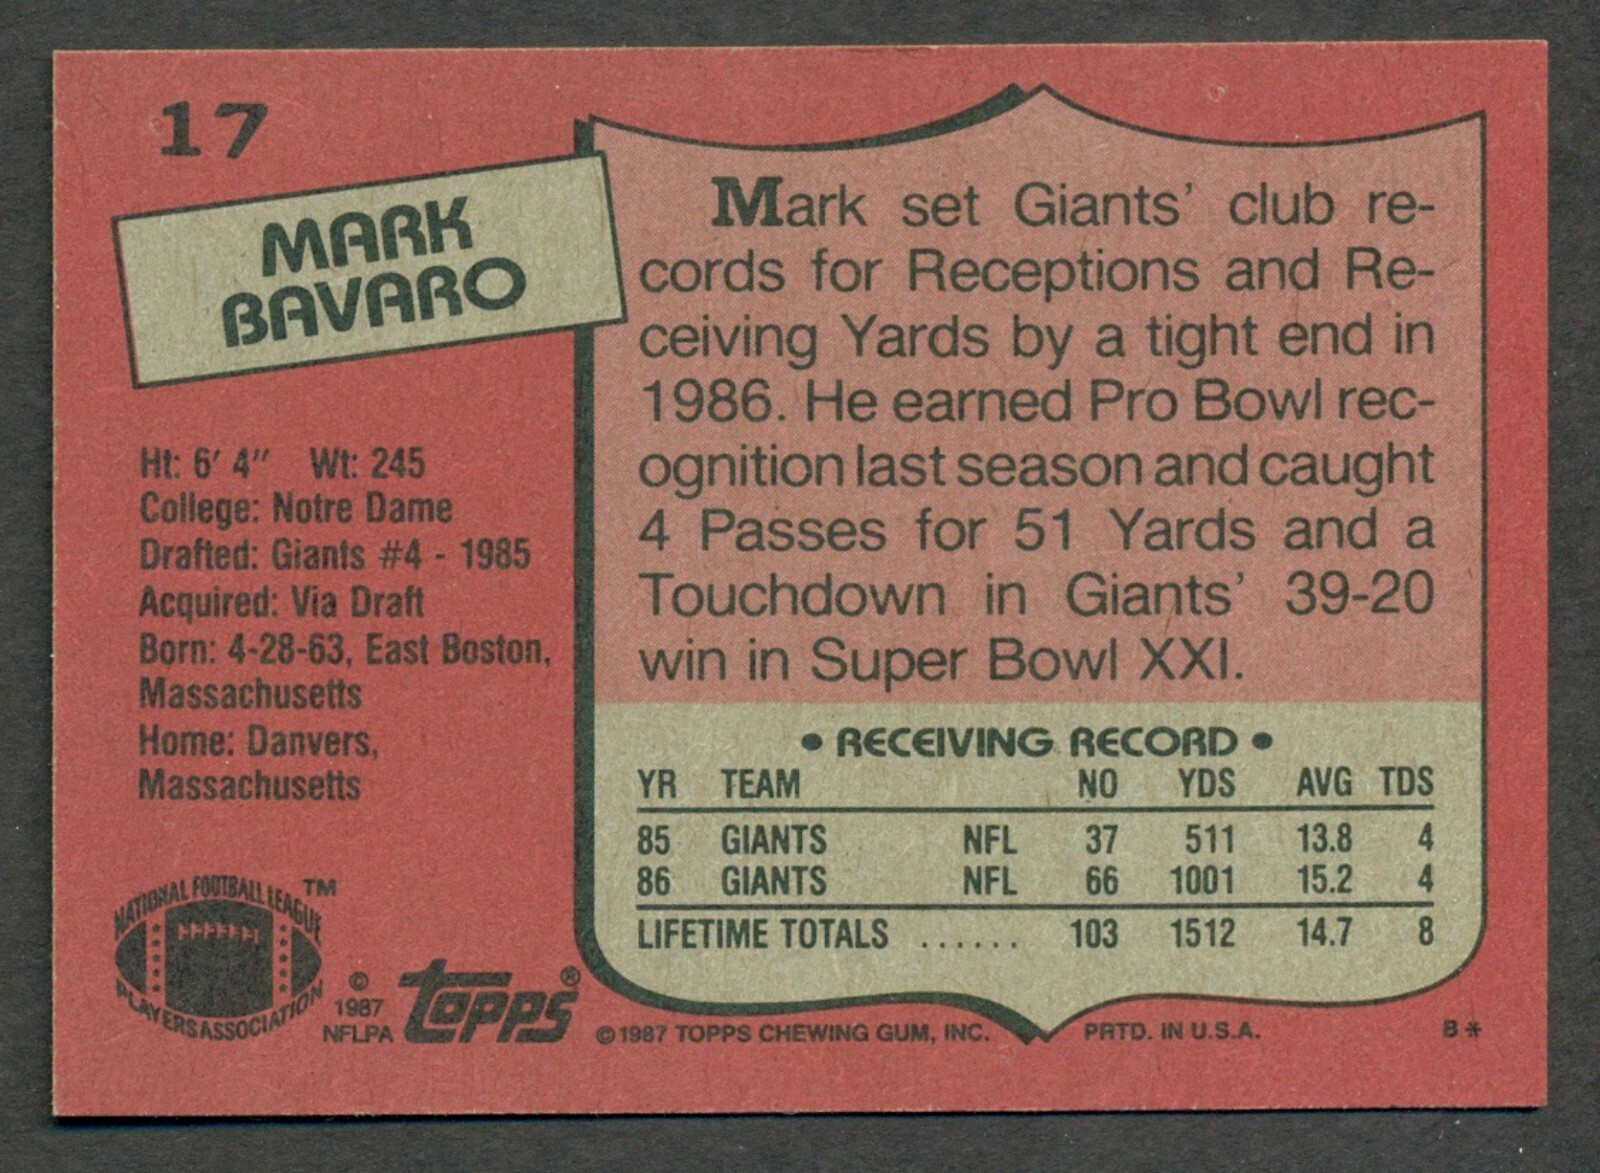 17
MARK
BAVARO
Ht: 6' 4" Wt: 245
College: Notre Dame
Drafted: Giants #4 - 1985
Acquired: Via Draft
Born: 4-28-63, East Boston,
Massachusetts
Home: Danvers,
Massachusetts
Mark set Giants' club re-
cords for Receptions and Re-
ceiving Yards by a tight end in
1986. He earned Pro Bowl rec-
ognition last season and caught
4 Passes for 51 Yards and a
Touchdown in Giants' 39-20
win in Super Bowl XXI.
• RECEIVING RECORD •
YR TEAM NO YDS AVG TDS
85 GIANTS NFL 37 511 13.8 4
86 GIANTS NFL 66 1001 15.2 4
LIFETIME TOTALS ...... 103 1512 14.7 8
NATIONAL FOOTBALL LEAGUE™
PLAYERS ASSOCIATION
©
1987
NFLPA
TOPPS®
©1987 TOPPS CHEWING GUM, INC. PRTD. IN U.S.A. B*